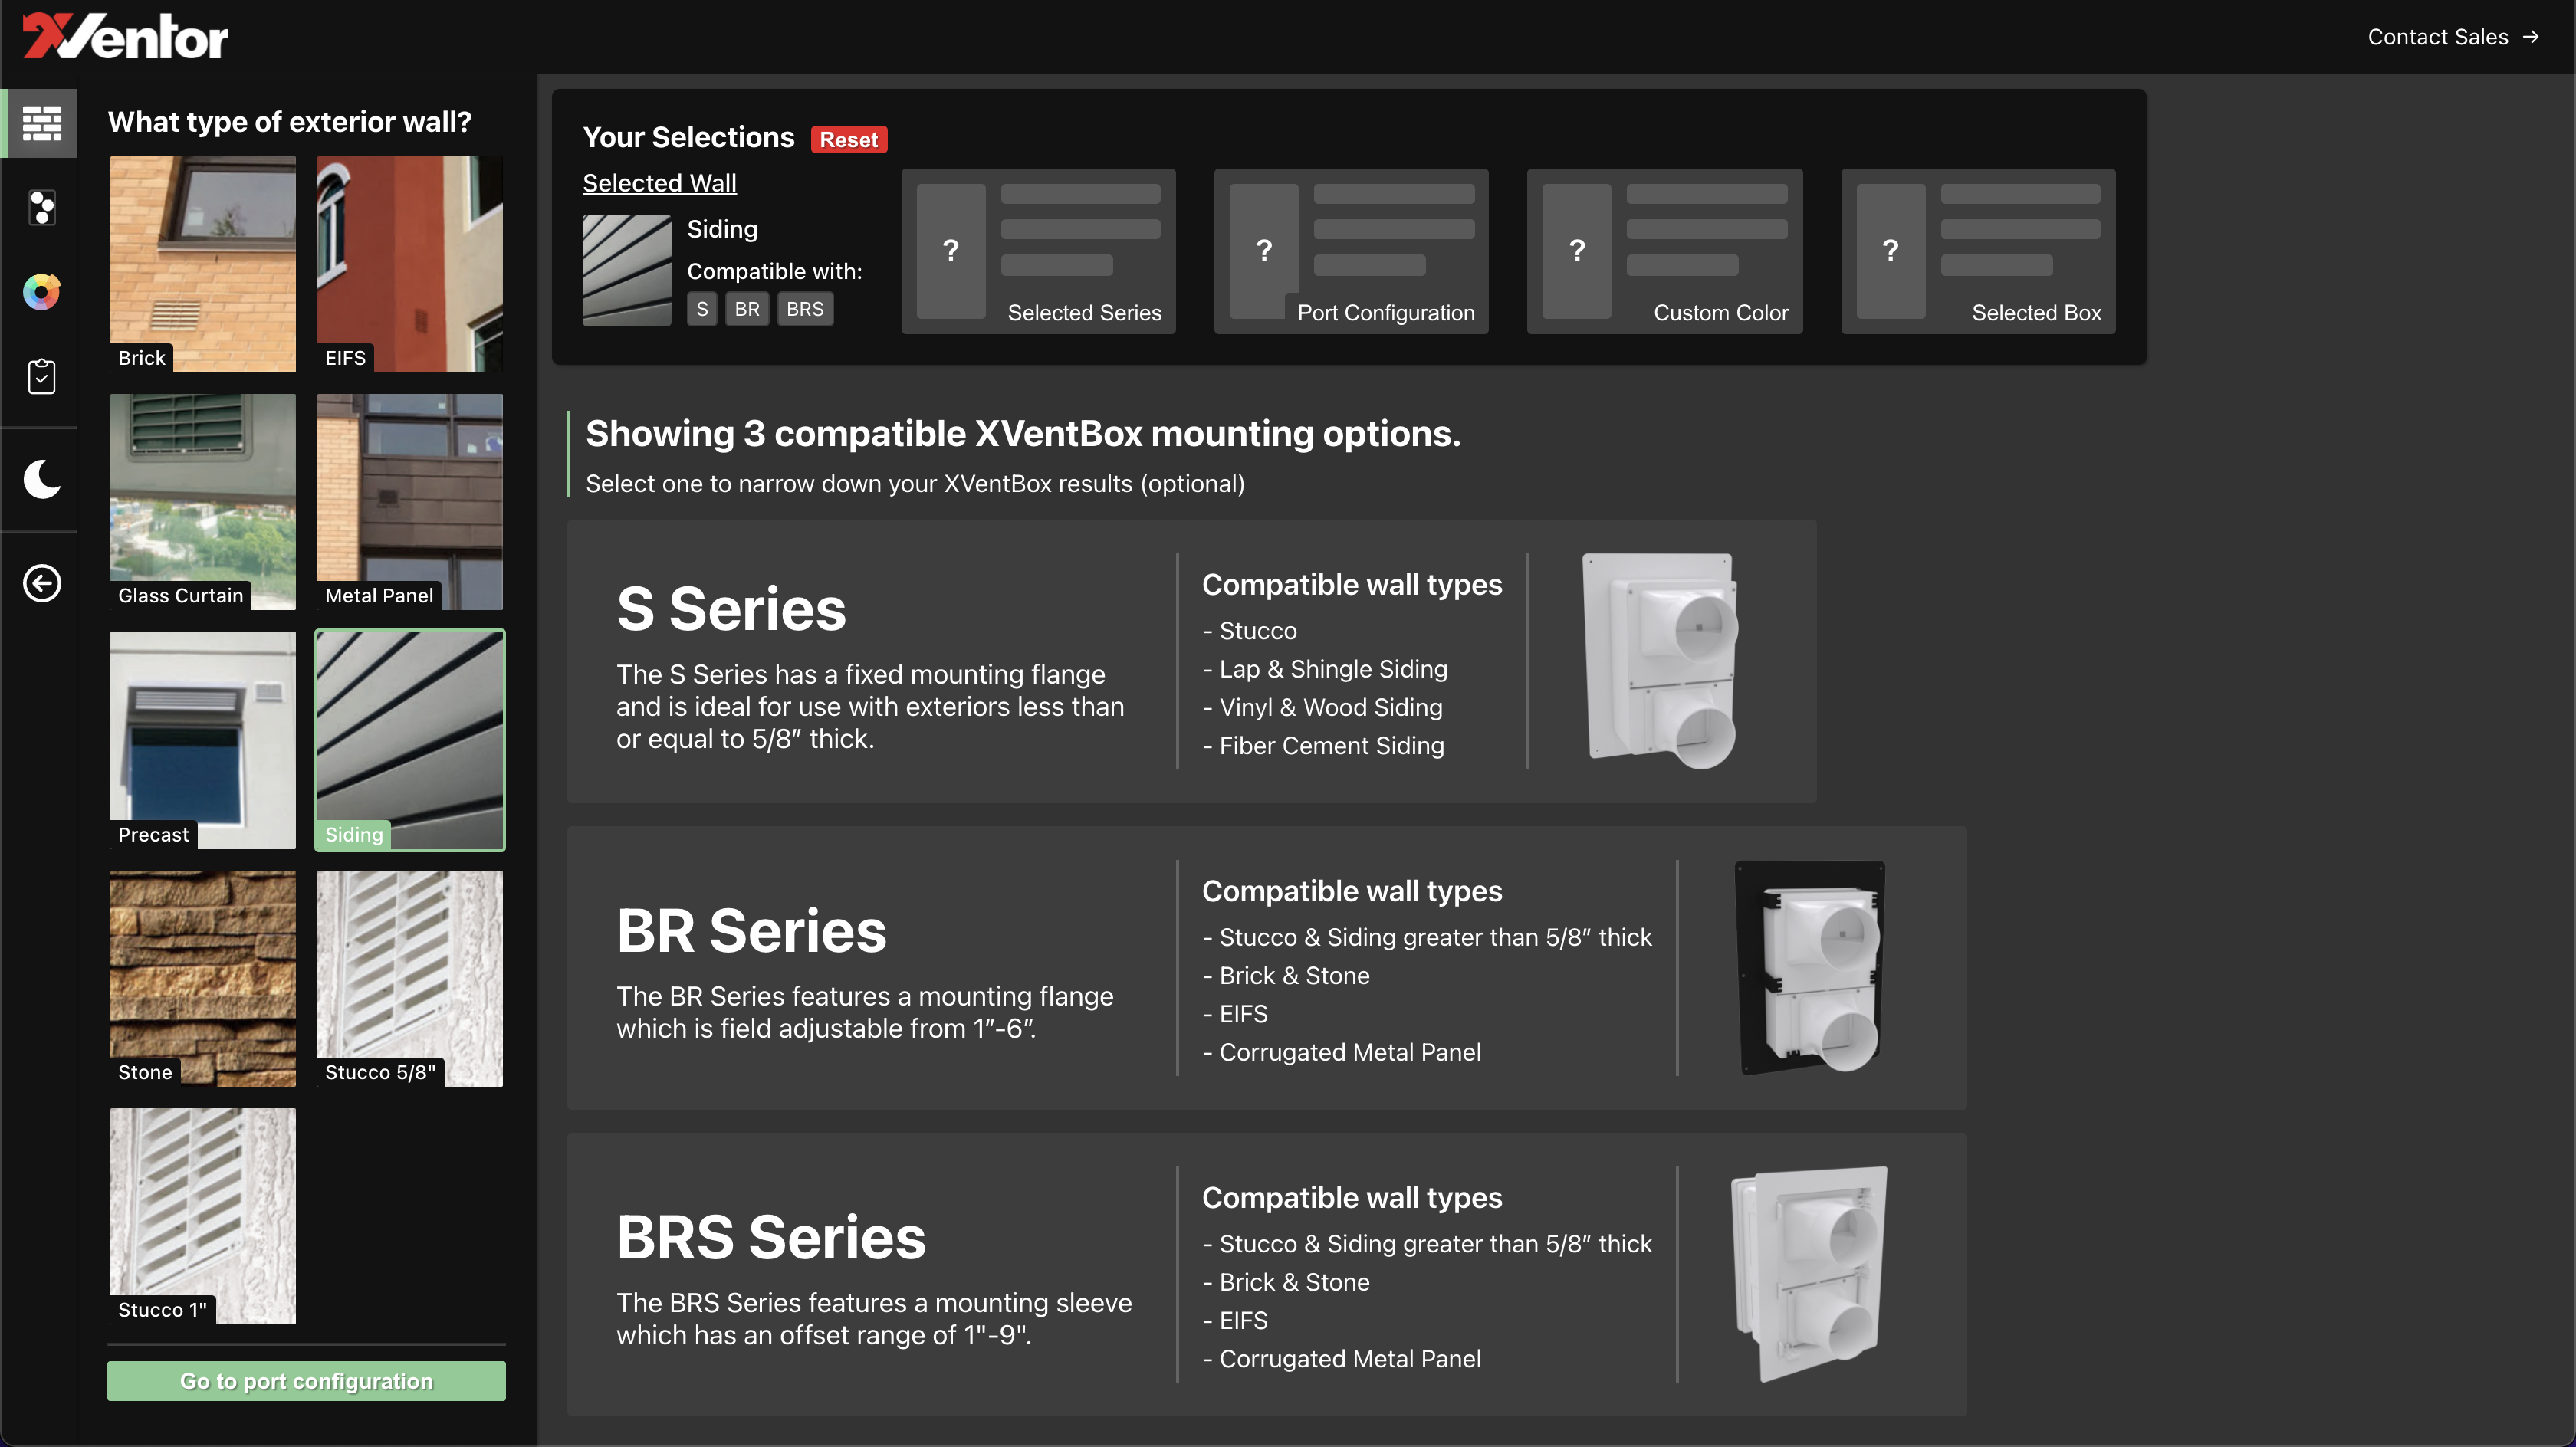 XVentor
Contact Sales →
What type of exterior wall?
Brick
EIFS
Glass Curtain
Metal Panel
Precast
Siding
Stone
Stucco 5/8"
Stucco 1"
Go to port configuration
Your Selections
Reset
Selected Wall
Siding
Compatible with:
S BR BRS
?
Selected Series
?
Port Configuration
?
Custom Color
?
Selected Box
Showing 3 compatible XVentBox mounting options.
Select one to narrow down your XVentBox results (optional)
S Series
The S Series has a fixed mounting flange
and is ideal for use with exteriors less than
or equal to 5/8” thick.
Compatible wall types
- Stucco
- Lap & Shingle Siding
- Vinyl & Wood Siding
- Fiber Cement Siding
BR Series
The BR Series features a mounting flange
which is field adjustable from 1”-6”.
Compatible wall types
- Stucco & Siding greater than 5/8” thick
- Brick & Stone
- EIFS
- Corrugated Metal Panel
BRS Series
The BRS Series features a mounting sleeve
which has an offset range of 1"-9".
Compatible wall types
- Stucco & Siding greater than 5/8” thick
- Brick & Stone
- EIFS
- Corrugated Metal Panel